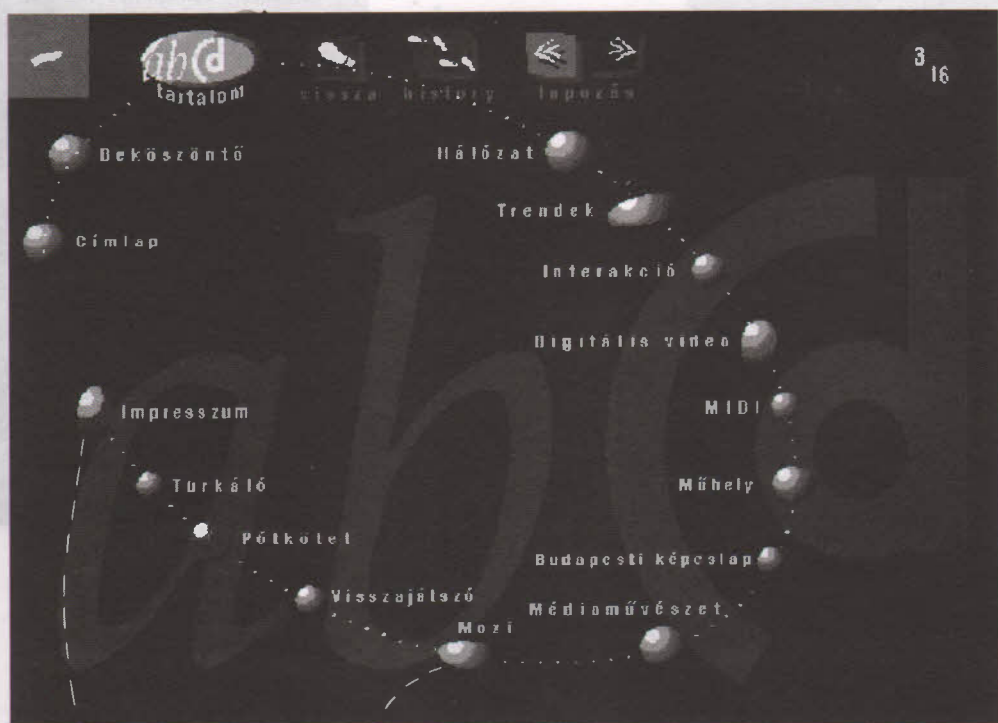 abCd
tartalom
vissza
history
lapozás
3
16
Beköszöntő
Címlap
Hálózat
Trendek
Interakció
Digitális video
MIDI
Műhely
Budapesti képeslap
Médiaművészet
Mozi
Visszajátszó
Pótkötet
Turkáló
Impresszum
abCd